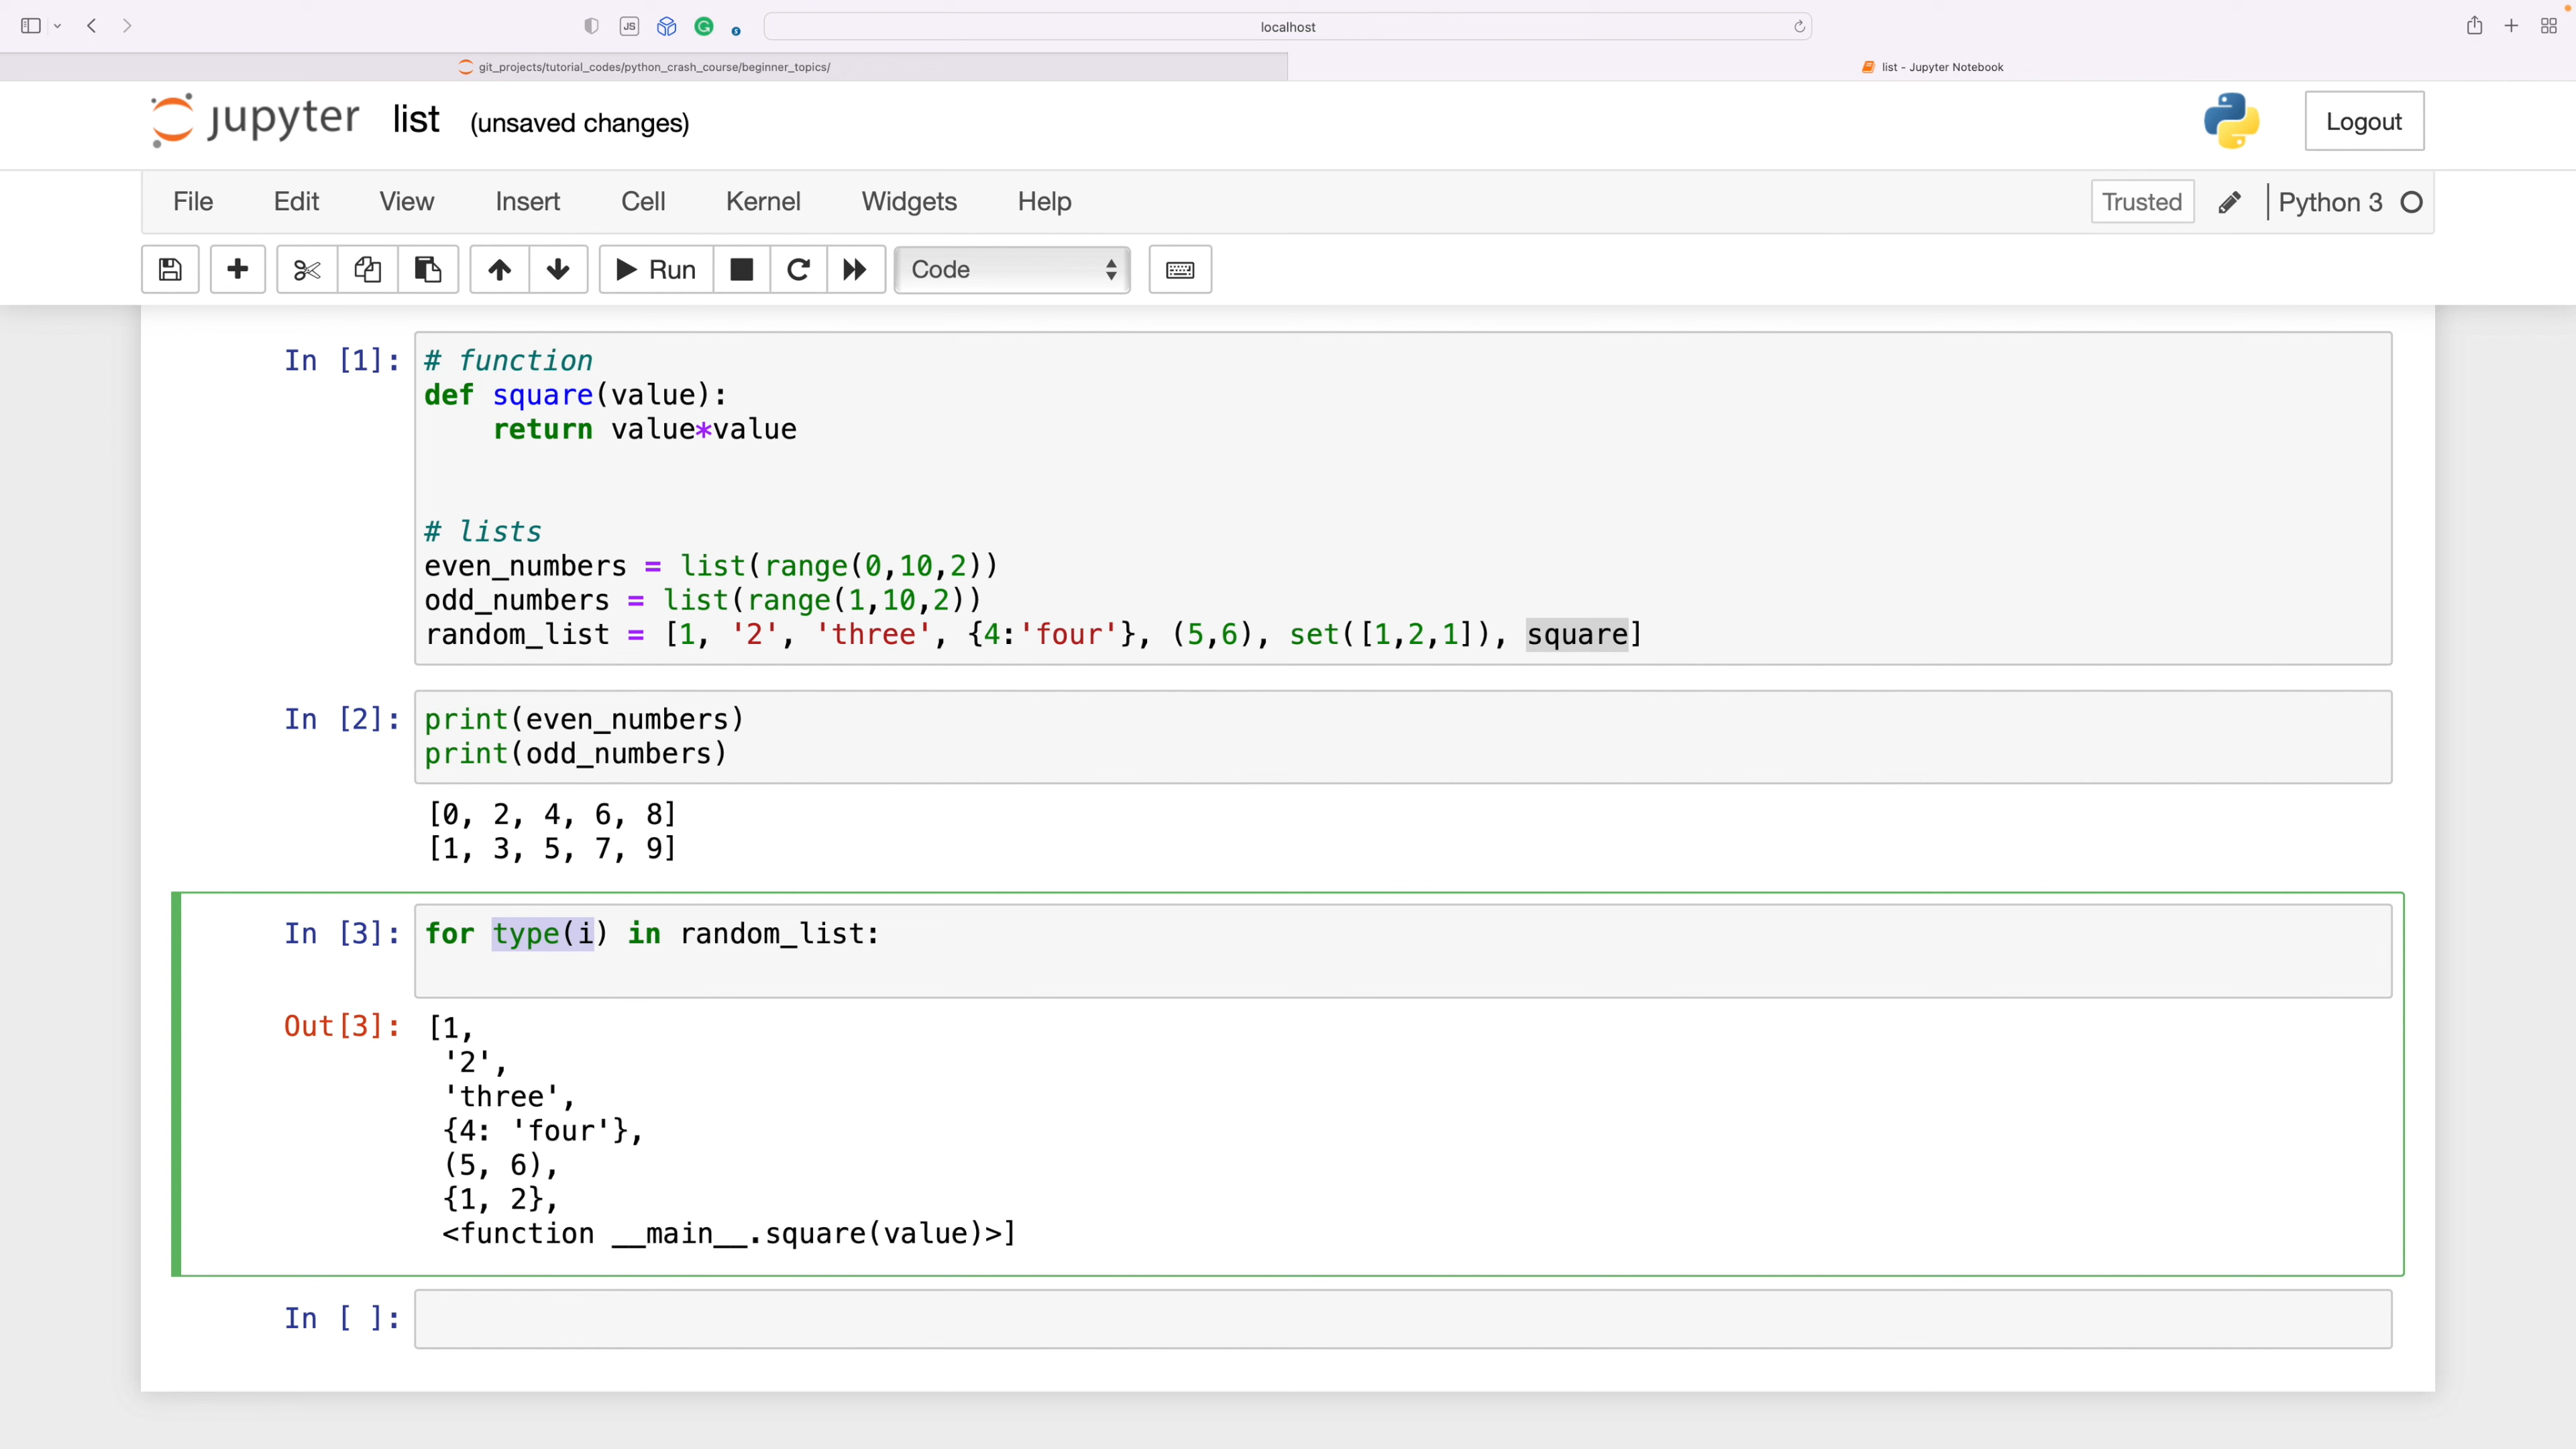 localhost
git_projects/tutorial_codes/python_crash_course/beginner_topics/
list - Jupyter Notebook
jupyter list (unsaved changes)
Logout
File Edit View Insert Cell Kernel Widgets Help
Trusted Python 3
Run Code
In [1]:
# function
def square(value):
    return value*value
# lists
even_numbers = list(range(0,10,2))
odd_numbers = list(range(1,10,2))
random_list = [1, '2', 'three', {4:'four'}, (5,6), set([1,2,1]), square]
In [2]:
print(even_numbers)
print(odd_numbers)
[0, 2, 4, 6, 8]
[1, 3, 5, 7, 9]
In [3]:
for type(i) in random_list:
Out[3]:
[1,
 '2',
 'three',
 {4: 'four'},
 (5, 6),
 {1, 2},
 <function __main__.square(value)>]
In [ ]: